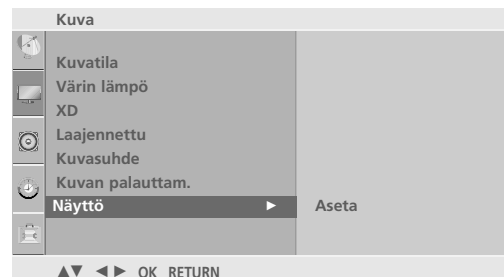 Kuva
Kuvatila
Värin lämpö
XD
Laajennettu
Kuvasuhde
Kuvan palauttam.
Näyttö ► Aseta
▲▼ ◄► OK RETURN